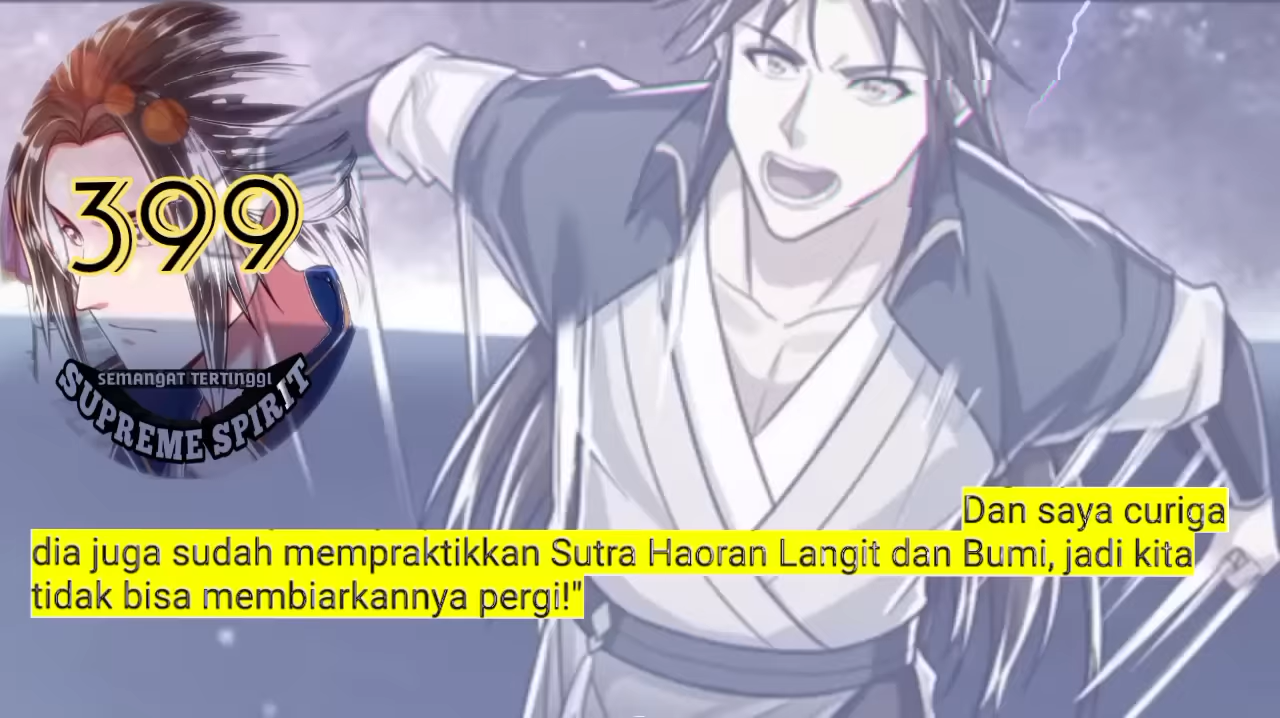 399
SEMANGAT TERTINGGI
SUPREME SPIRIT
Dan saya curiga
dia juga sudah mempraktikkan Sutra Haoran Langit dan Bumi, jadi kita
tidak bisa membiarkannya pergi!"